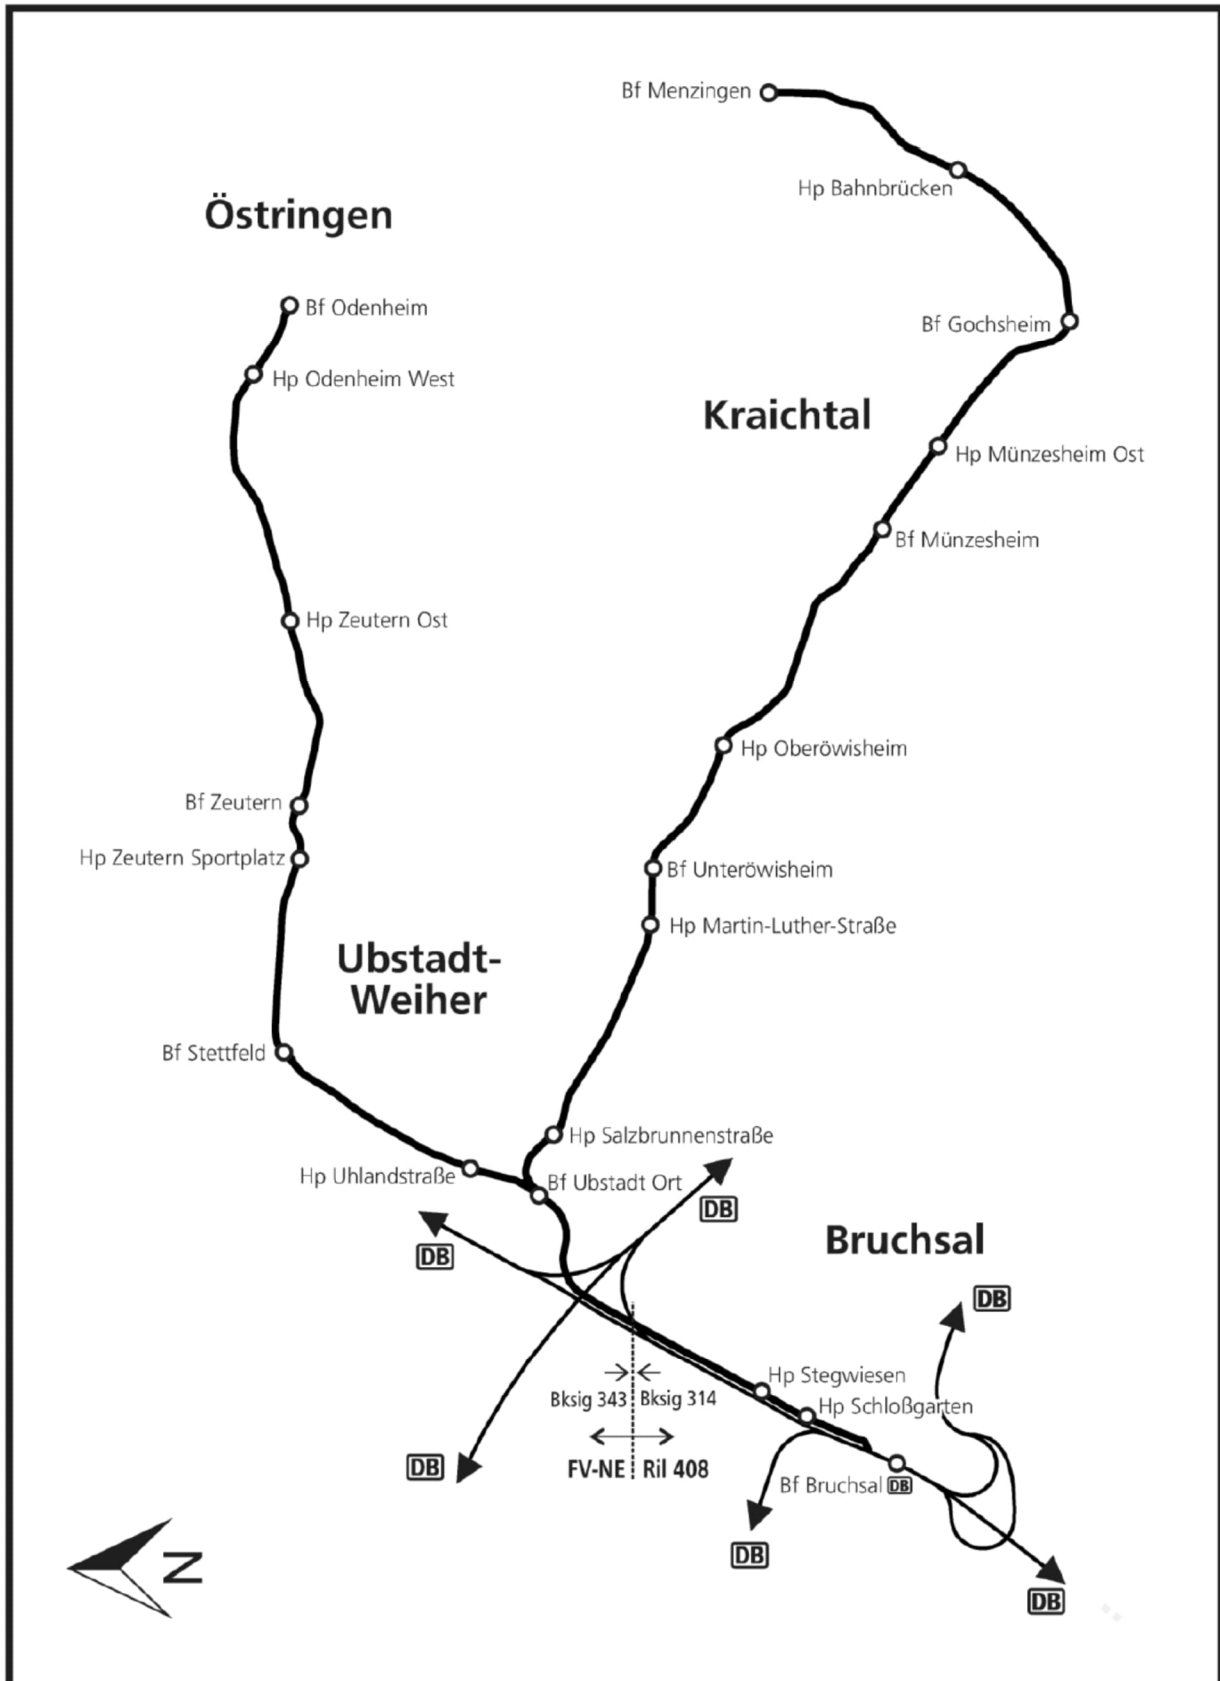 Bf Menzingen
Hp Bahnbrücken
Östringen
Bf Odenheim
Bf Gochsheim
Hp Odenheim West
Kraichtal
Hp Münzesheim Ost
Bf Münzesheim
Hp Zeutern Ost
Hp Oberöwisheim
Bf Zeutern
Hp Zeutern Sportplatz
Bf Unteröwisheim
Hp Martin-Luther-Straße
Ubstadt-
Weiher
Bf Stettfeld
Hp Salzbrunnenstraße
Hp Uhlandstraße
Bf Ubstadt Ort
DB
DB
Bruchsal
DB
Hp Stegwiesen
Bksig 343 Bksig 314
Hp Schloßgarten
DB
FV-NE Ril 408
Bf Bruchsal DB
DB
DB
N